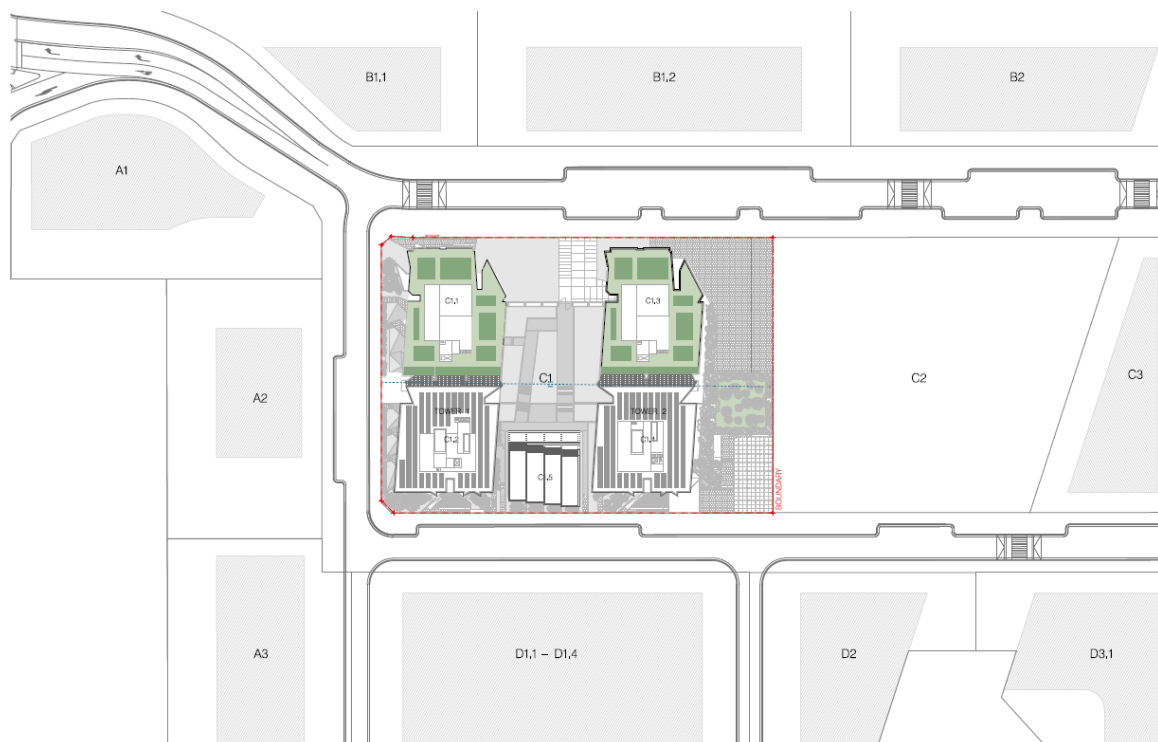 B1.1
B1.2
B2
A1
C1.1
C1.3
C1
C2
C3
A2
TOWER 1
TOWER 2
C1.2
C1.4
C1.5
BOUNDARY
A3
D1.1 – D1.4
D2
D3.1